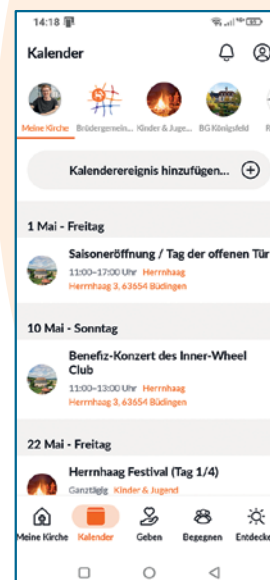 14:18
Kalender
Meine Kirche Brüdergemein... Kinder & Juge... BG Königsfeld
Kalenderereignis hinzufügen...
1 Mai - Freitag
Saisoneröffnung / Tag der offenen Tür
11:00–17:00 Uhr Herrnhaag
Herrnhaag 3, 63654 Büdingen
10 Mai - Sonntag
Benefiz-Konzert des Inner-Wheel
Club
11:00–13:00 Uhr Herrnhaag
Herrnhaag 3, 63654 Büdingen
22 Mai - Freitag
Herrnhaag Festival (Tag 1/4)
Ganztägig Kinder & Jugend
Meine Kirche Kalender Geben Begegnen Entdecke